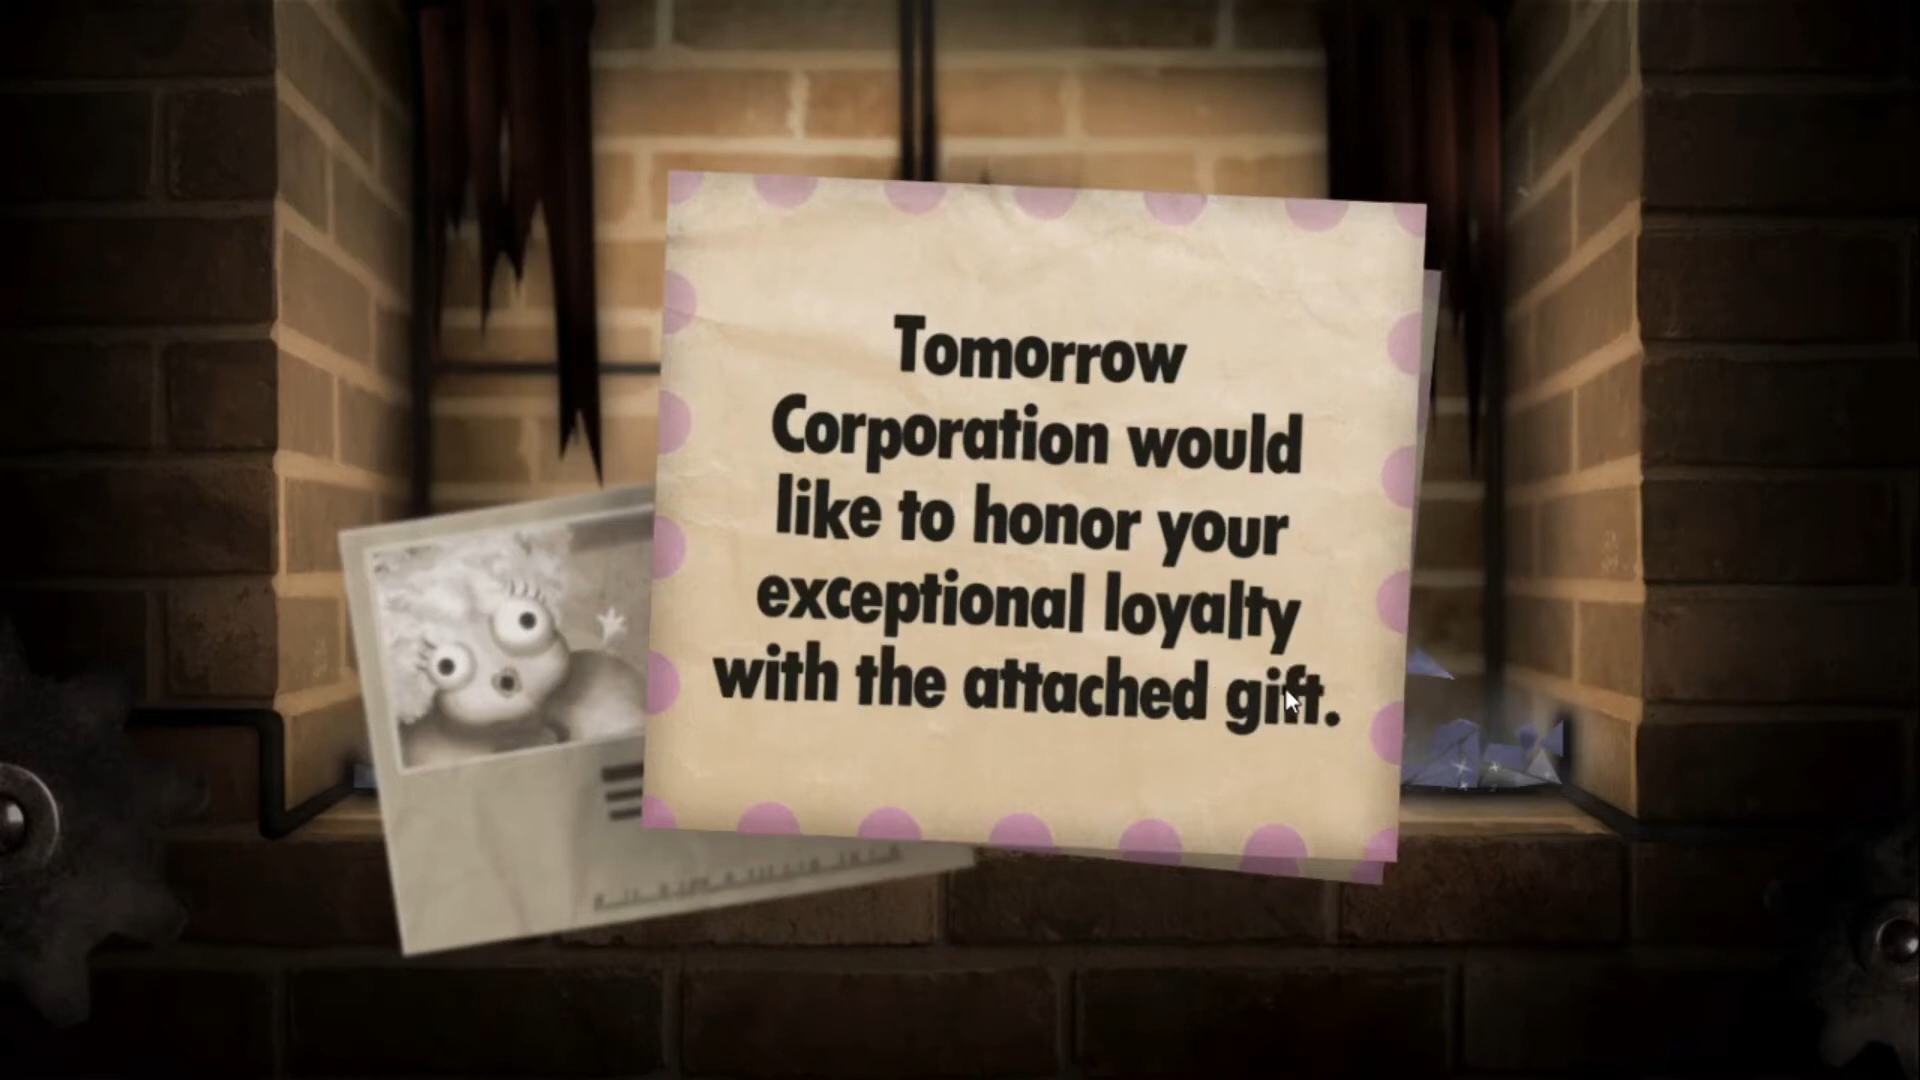 Tomorrow
Corporation would
like to honor your
exceptional loyalty
with the attached gift.